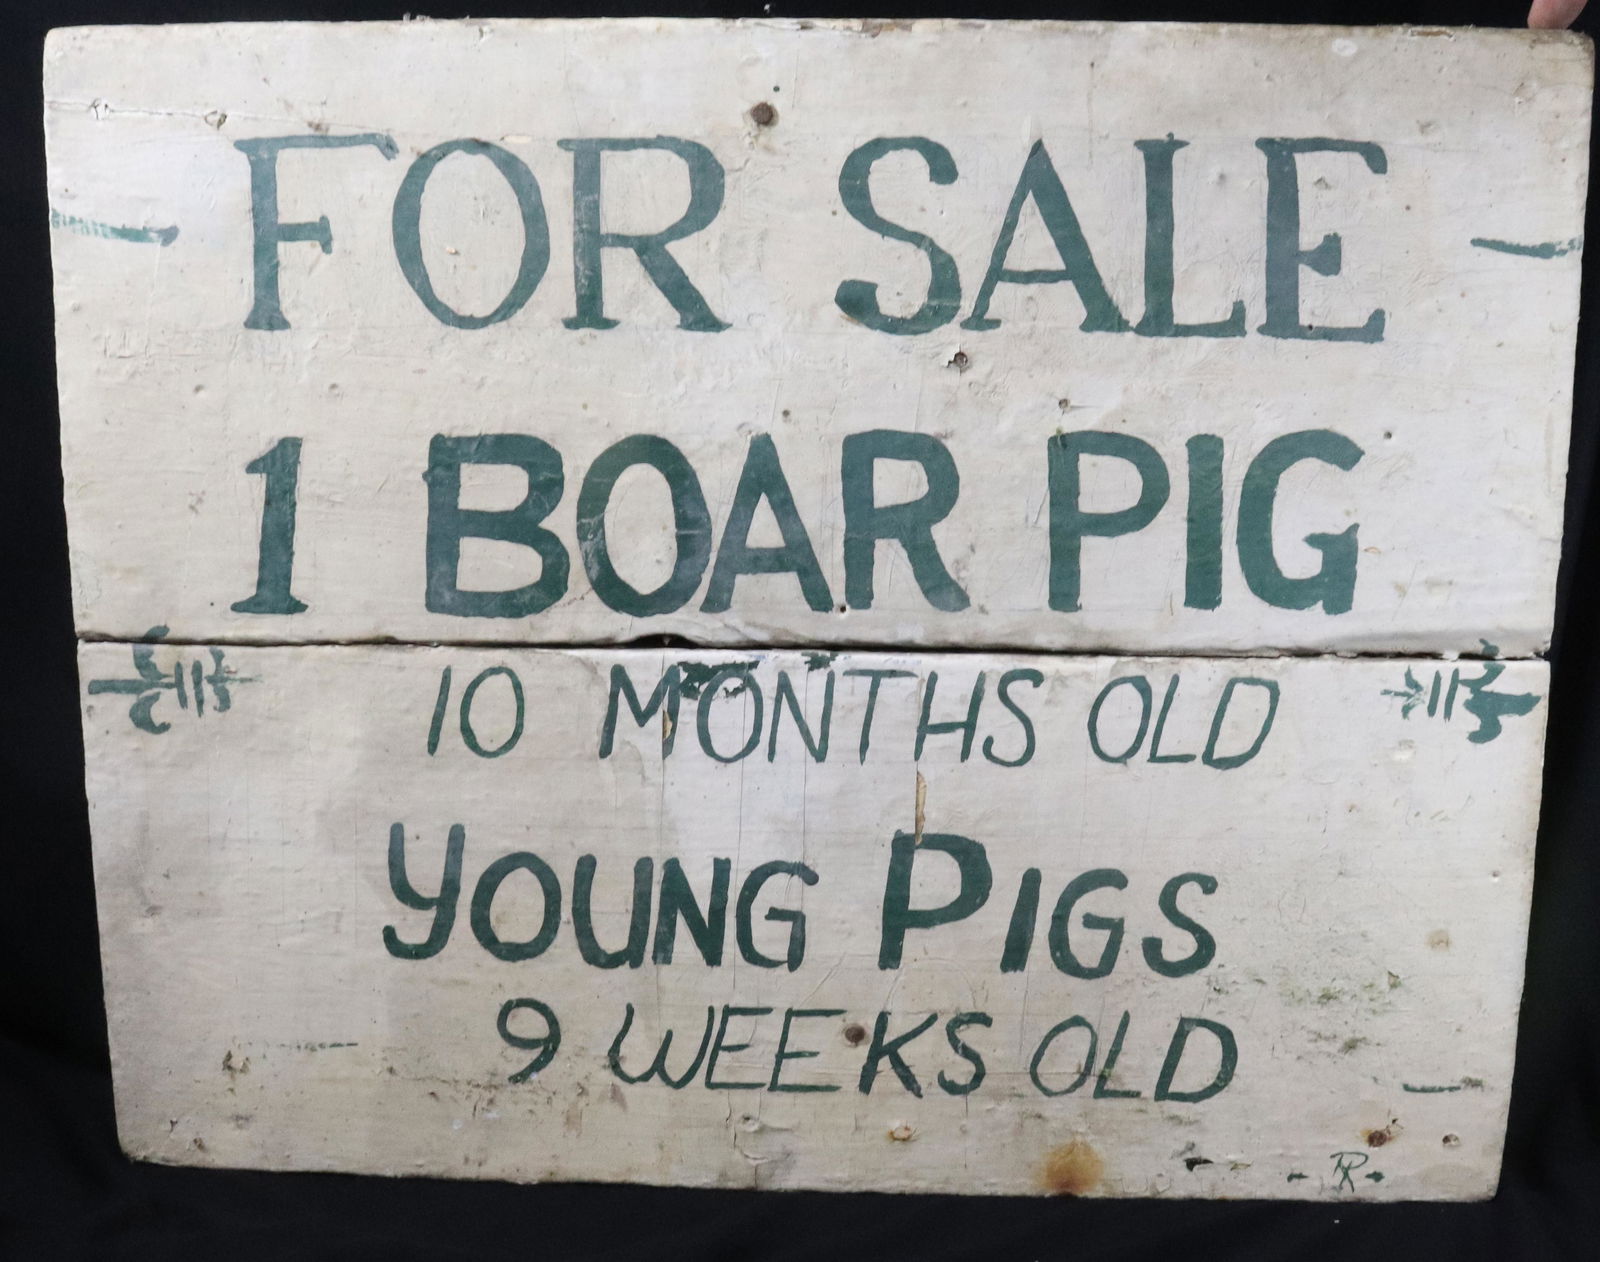 FOR SALE
1 BOAR PIG
10 MONTHS OLD
YOUNG PIGS
9 WEEKS OLD